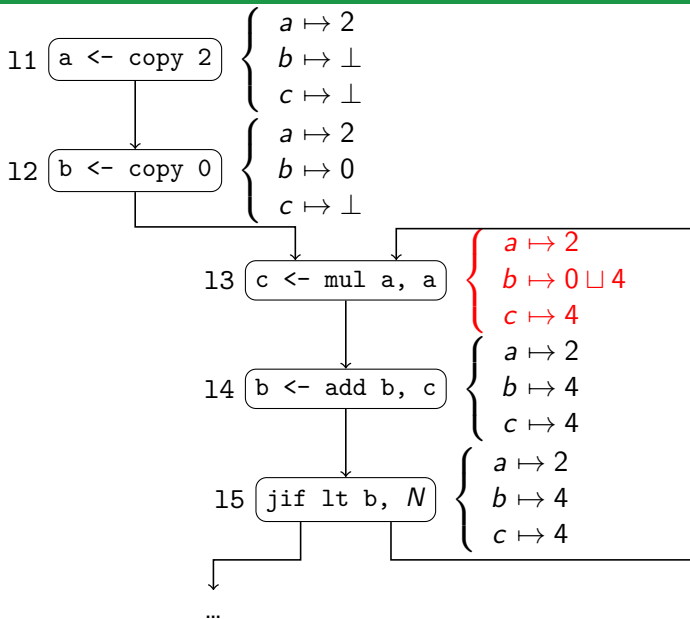 a ↦ 2
l1 a <- copy 2 b ↦ ⊥
c ↦ ⊥
a ↦ 2
l2 b <- copy 0 b ↦ 0
c ↦ ⊥
a ↦ 2
l3 c <- mul a, a b ↦ 0 ⊔ 4
c ↦ 4
a ↦ 2
l4 b <- add b, c b ↦ 4
c ↦ 4
a ↦ 2
l5 jif lt b, N b ↦ 4
c ↦ 4
…